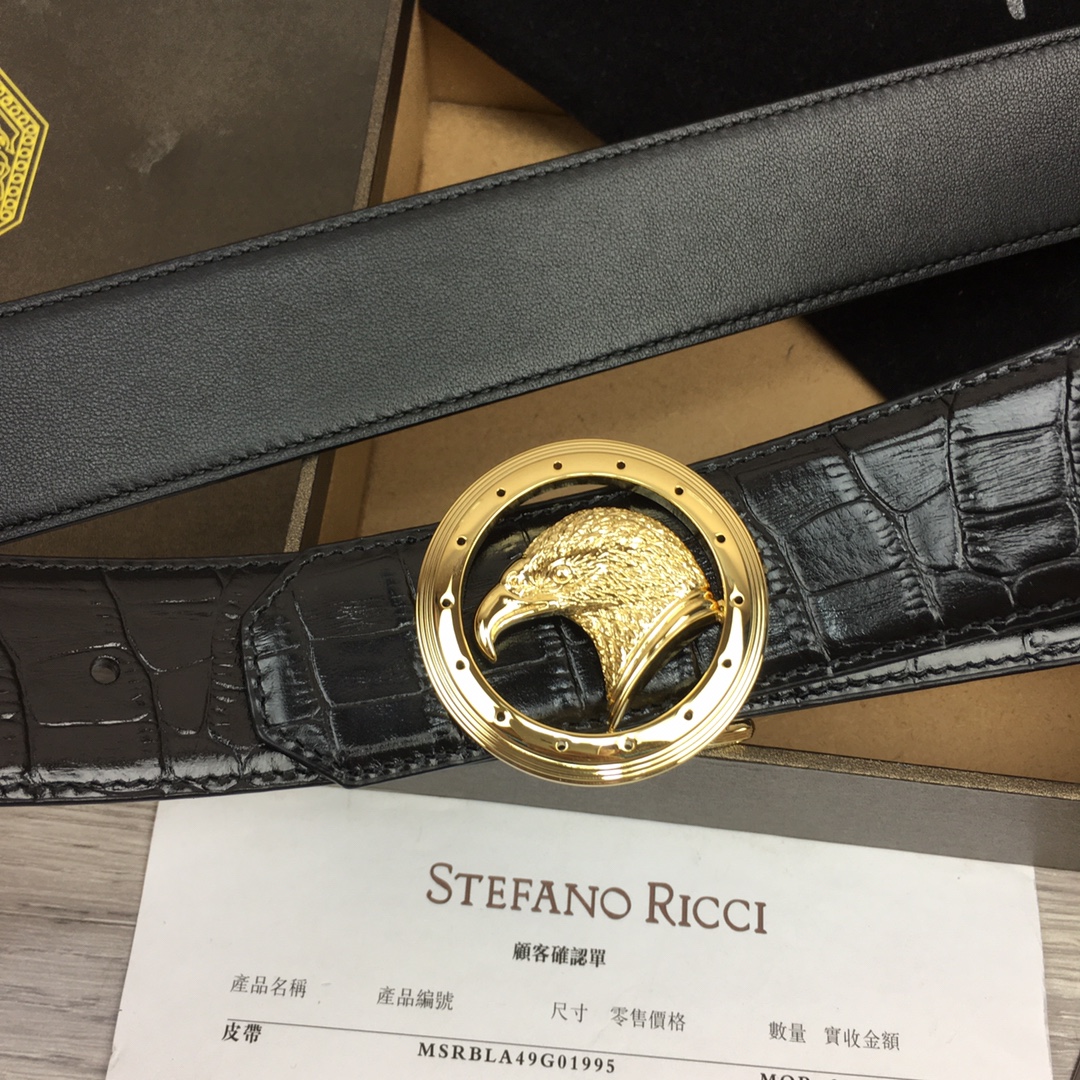 STEFANO RICCI
顧客確認單
產品名稱 產品編號 尺寸 零售價格 數量 實收金額
皮帶 MSRBLA49G01995